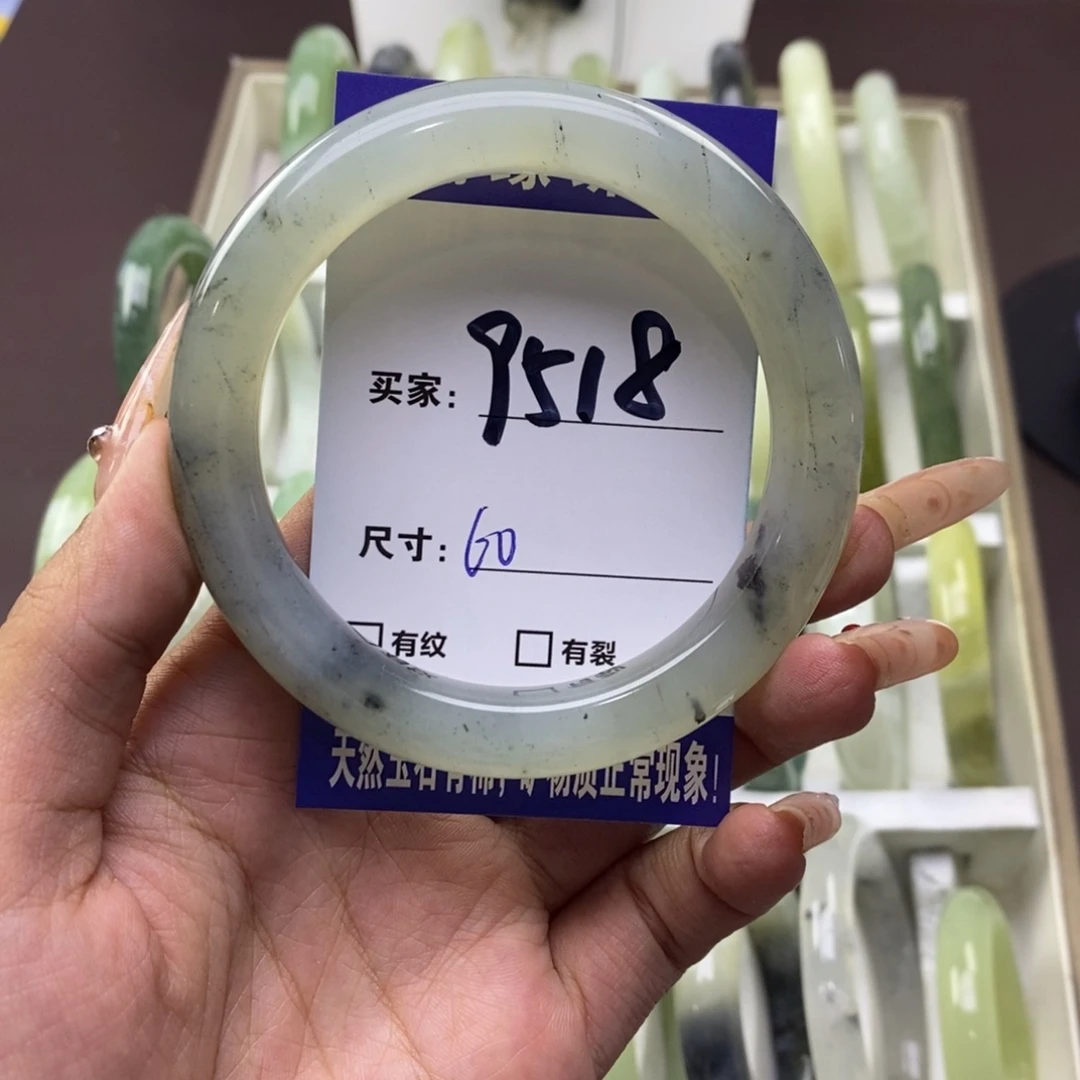 买家: 9518
尺寸: 60
□有纹 □有裂
天然玉石有棉, 矿物质正常现象!